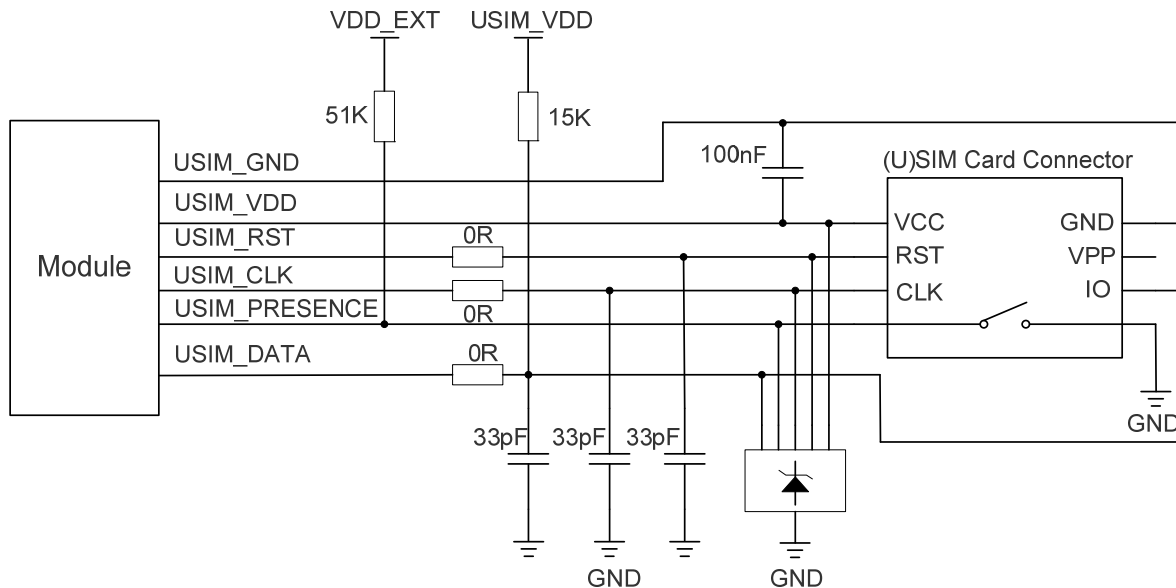 VDD_EXT
USIM_VDD
51K
15K
Module
USIM_GND
USIM_VDD
USIM_RST
USIM_CLK
USIM_PRESENCE
USIM_DATA
0R
0R
0R
100nF
(U)SIM Card Connector
VCC
RST
CLK
GND
VPP
IO
GND
33pF
33pF
33pF
GND
GND